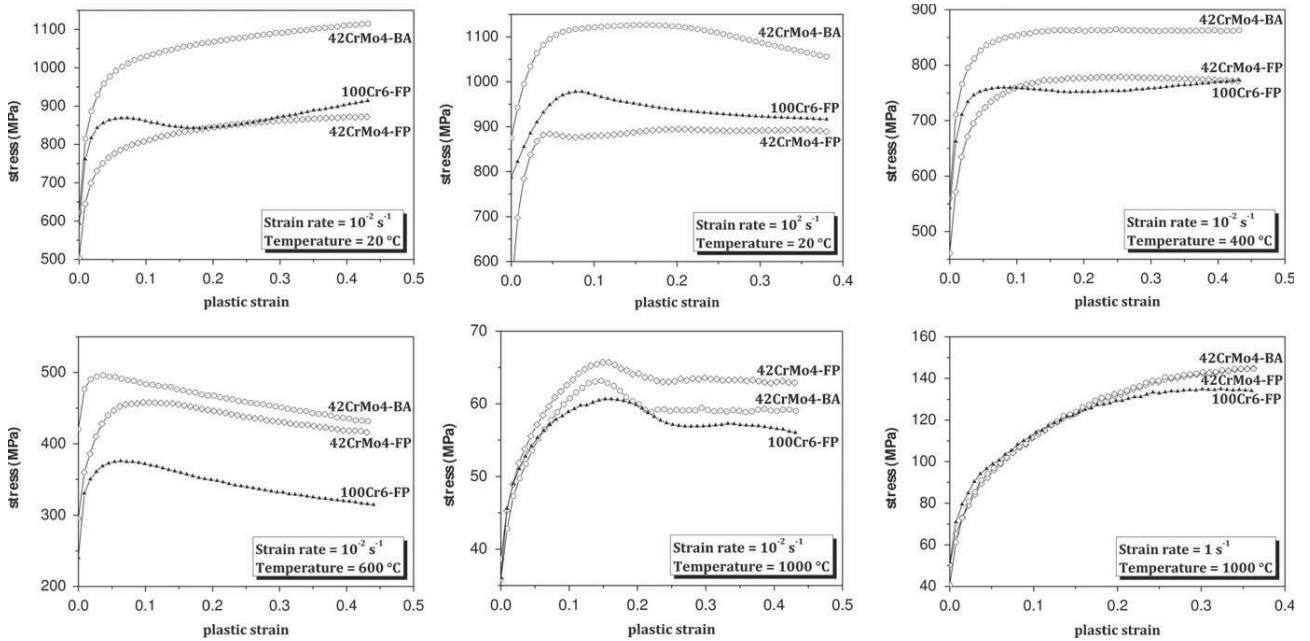 1100
1000
900
800
700
600
500
stress (MPa)
0.0 0.1 0.2 0.3 0.4 0.5
plastic strain
42CrMo4-BA
100Cr6-FP
42CrMo4-FP
Strain rate = 10⁻² s⁻¹
Temperature = 20 °C
1100
1000
900
800
700
600
stress (MPa)
0.0 0.1 0.2 0.3 0.4
plastic strain
42CrMo4-BA
100Cr6-FP
42CrMo4-FP
Strain rate = 10² s⁻¹
Temperature = 20 °C
900
800
700
600
500
stress (MPa)
0.0 0.1 0.2 0.3 0.4 0.5
plastic strain
42CrMo4-BA
42CrMo4-FP
100Cr6-FP
Strain rate = 10⁻² s⁻¹
Temperature = 400 °C
500
400
300
200
stress (MPa)
0.0 0.1 0.2 0.3 0.4 0.5
plastic strain
42CrMo4-BA
42CrMo4-FP
100Cr6-FP
Strain rate = 10⁻² s⁻¹
Temperature = 600 °C
70
60
50
40
stress (MPa)
0.0 0.1 0.2 0.3 0.4 0.5
plastic strain
42CrMo4-FP
42CrMo4-BA
100Cr6-FP
Strain rate = 10⁻² s⁻¹
Temperature = 1000 °C
160
140
120
100
80
60
40
stress (MPa)
0.0 0.1 0.2 0.3 0.4
plastic strain
42CrMo4-BA
42CrMo4-FP
100Cr6-FP
Strain rate = 1 s⁻¹
Temperature = 1000 °C